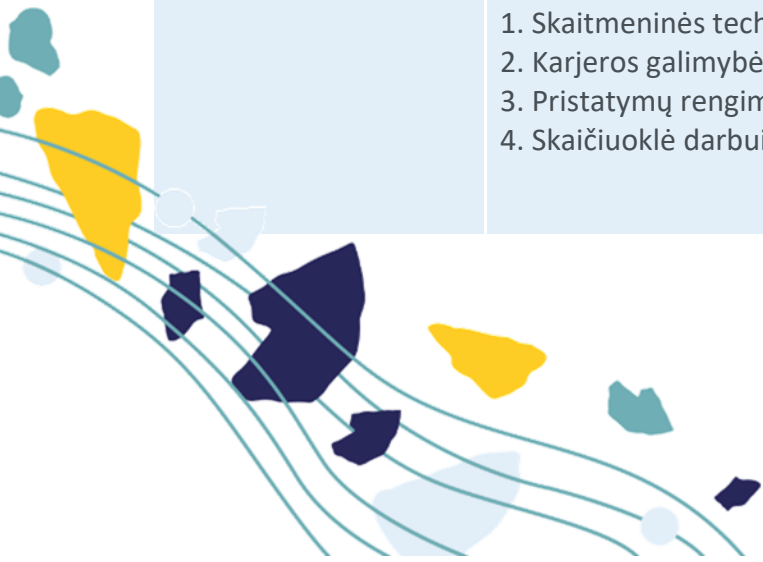 1. Skaitmeninės tech
2. Karjeros galimybė
3. Pristatymų rengim
4. Skaičiuoklė darbui